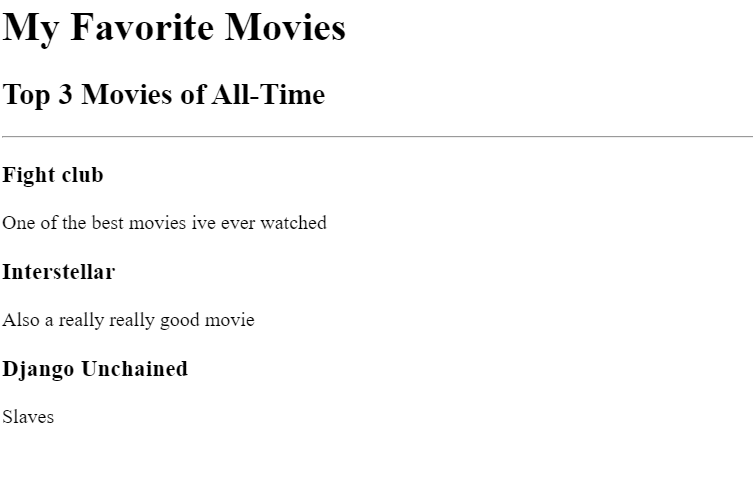 My Favorite Movies
Top 3 Movies of All-Time
Fight club
One of the best movies ive ever watched
Interstellar
Also a really really good movie
Django Unchained
Slaves